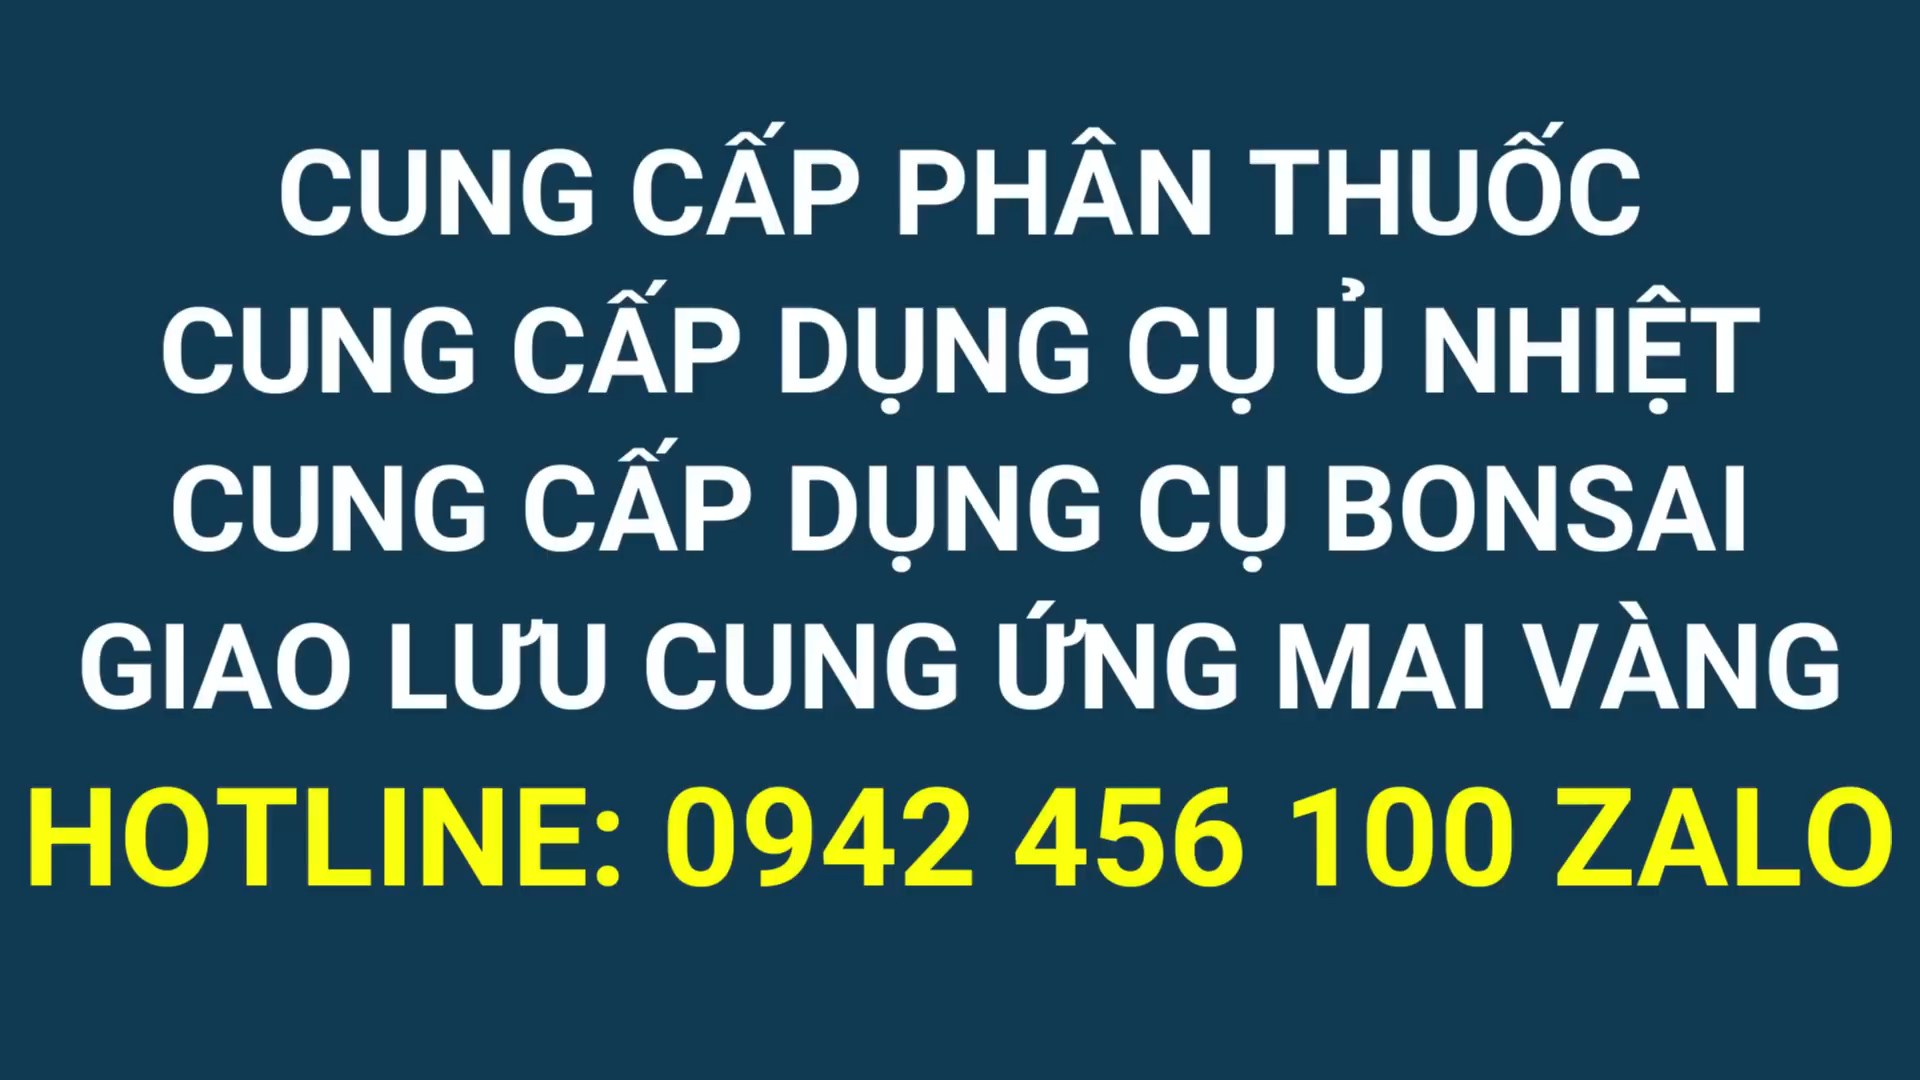 CUNG CẤP PHÂN THUỐC
CUNG CẤP DỤNG CỤ Ủ NHIỆT
CUNG CẤP DỤNG CỤ BONSAI
GIAO LƯU CUNG ỨNG MAI VÀNG
HOTLINE: 0942 456 100 ZALO